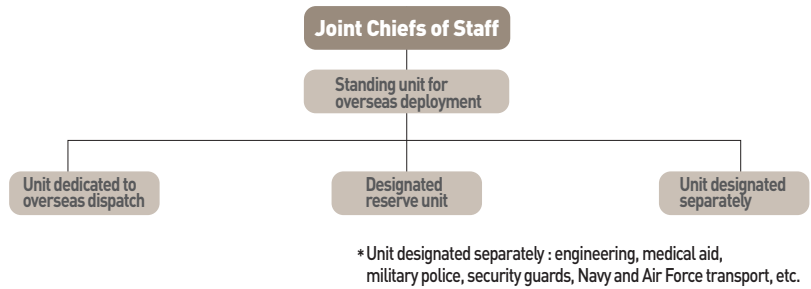 Joint Chiefs of Staff
Standing unit for
overseas deployment
Unit dedicated to
overseas dispatch
Designated
reserve unit
Unit designated
separately
* Unit designated separately : engineering, medical aid,
military police, security guards, Navy and Air Force transport, etc.